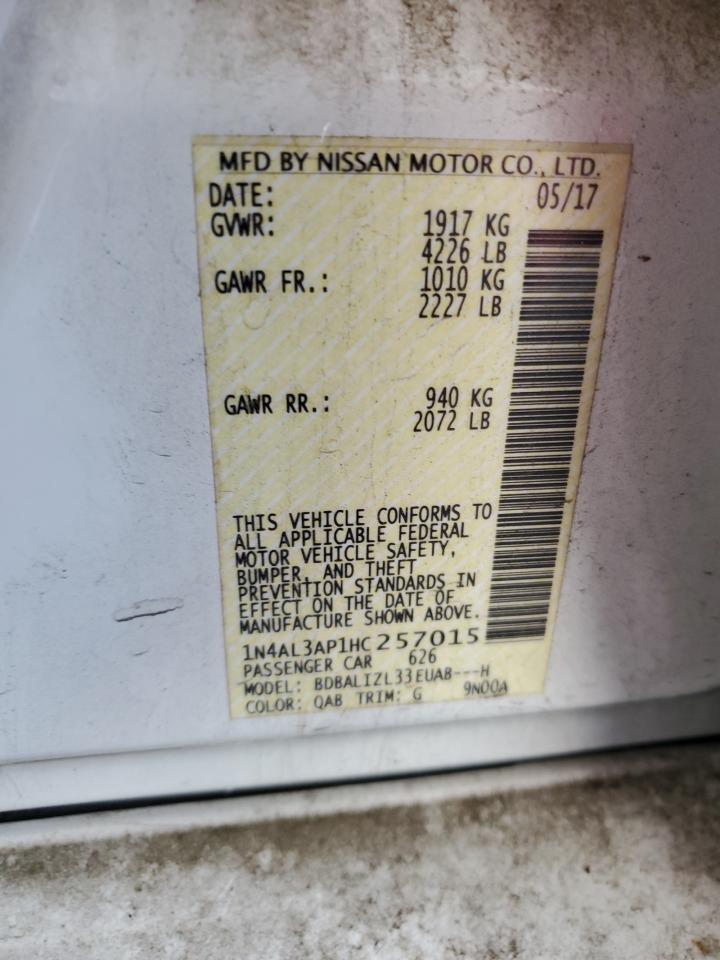 MFD BY NISSAN MOTOR CO., LTD.
DATE: 05/17
GVWR: 1917 KG
4226 LB
GAWR FR.: 1010 KG
2227 LB
GAWR RR.: 940 KG
2072 LB
THIS VEHICLE CONFORMS TO
ALL APPLICABLE FEDERAL
MOTOR VEHICLE SAFETY,
BUMPER, AND THEFT
PREVENTION STANDARDS IN
EFFECT ON THE DATE OF
MANUFACTURE SHOWN ABOVE.
1N4AL3AP1HC257015
PASSENGER CAR 626
MODEL: BDBALIZL33EUAB---H
COLOR: QAB TRIM: G 9N00A